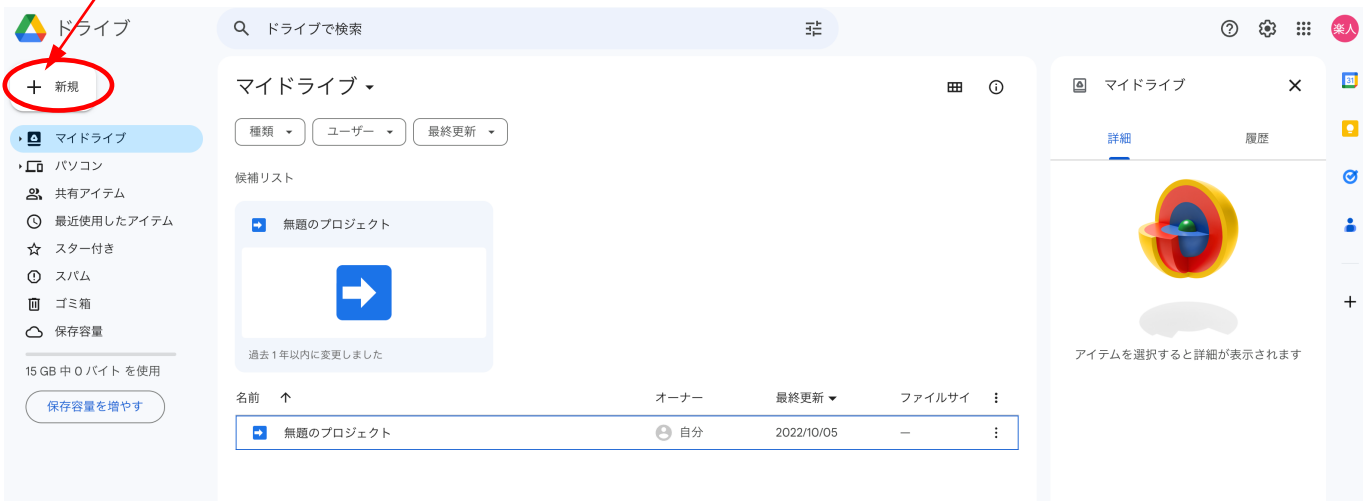 ドライブ
ドライブで検索
楽人
新規
マイドライブ
パソコン
共有アイテム
最近使用したアイテム
スター付き
スパム
ゴミ箱
保存容量
15 GB 中 0 バイト を使用
保存容量を増やす
マイドライブ
種類 ユーザー 最終更新
候補リスト
無題のプロジェクト
過去 1 年以内に変更しました
名前 オーナー 最終更新 ファイルサイ
無題のプロジェクト 自分 2022/10/05 —
マイドライブ
詳細 履歴
アイテムを選択すると詳細が表示されます
31